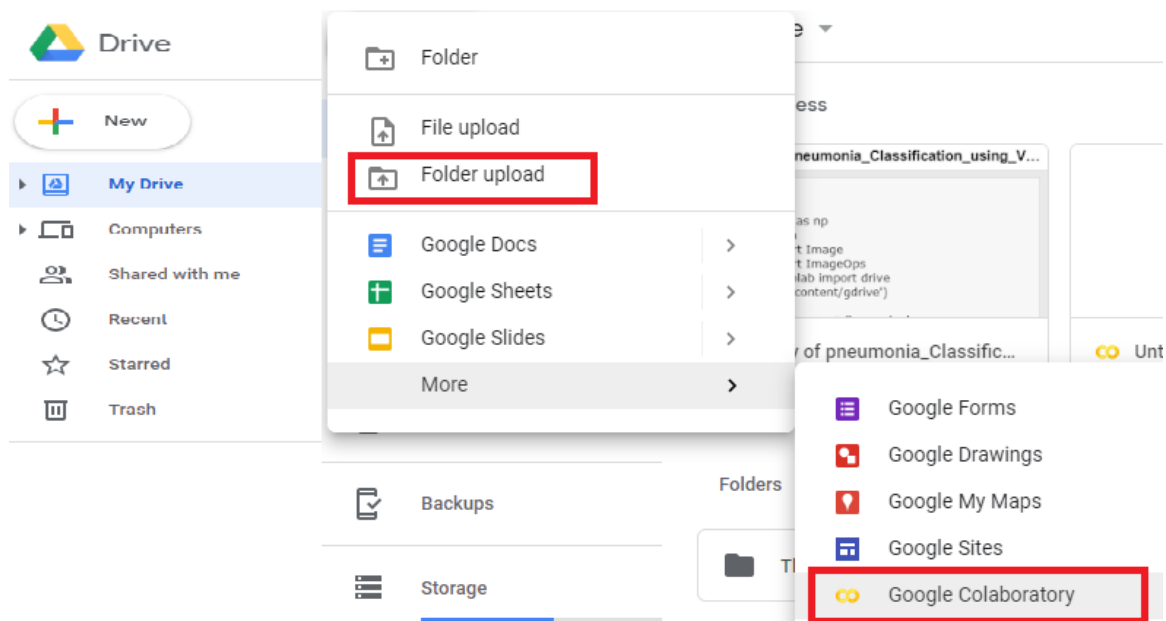 Drive
New
My Drive
Computers
Shared with me
Recent
Starred
Trash
Folder
File upload
Folder upload
Google Docs
Google Sheets
Google Slides
More
Backups
Storage
e
ess
neumonia_Classification_using_V...
as np
t Image
t ImageOps
lab import drive
content/gdrive')
y of pneumonia_Classific...
Unt
Folders
Google Forms
Google Drawings
Google My Maps
Google Sites
Google Colaboratory